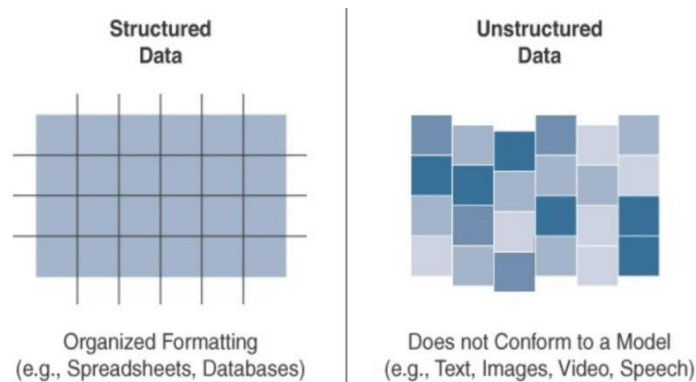 Structured
Data
Organized Formatting
(e.g., Spreadsheets, Databases)
Unstructured
Data
Does not Conform to a Model
(e.g., Text, Images, Video, Speech)